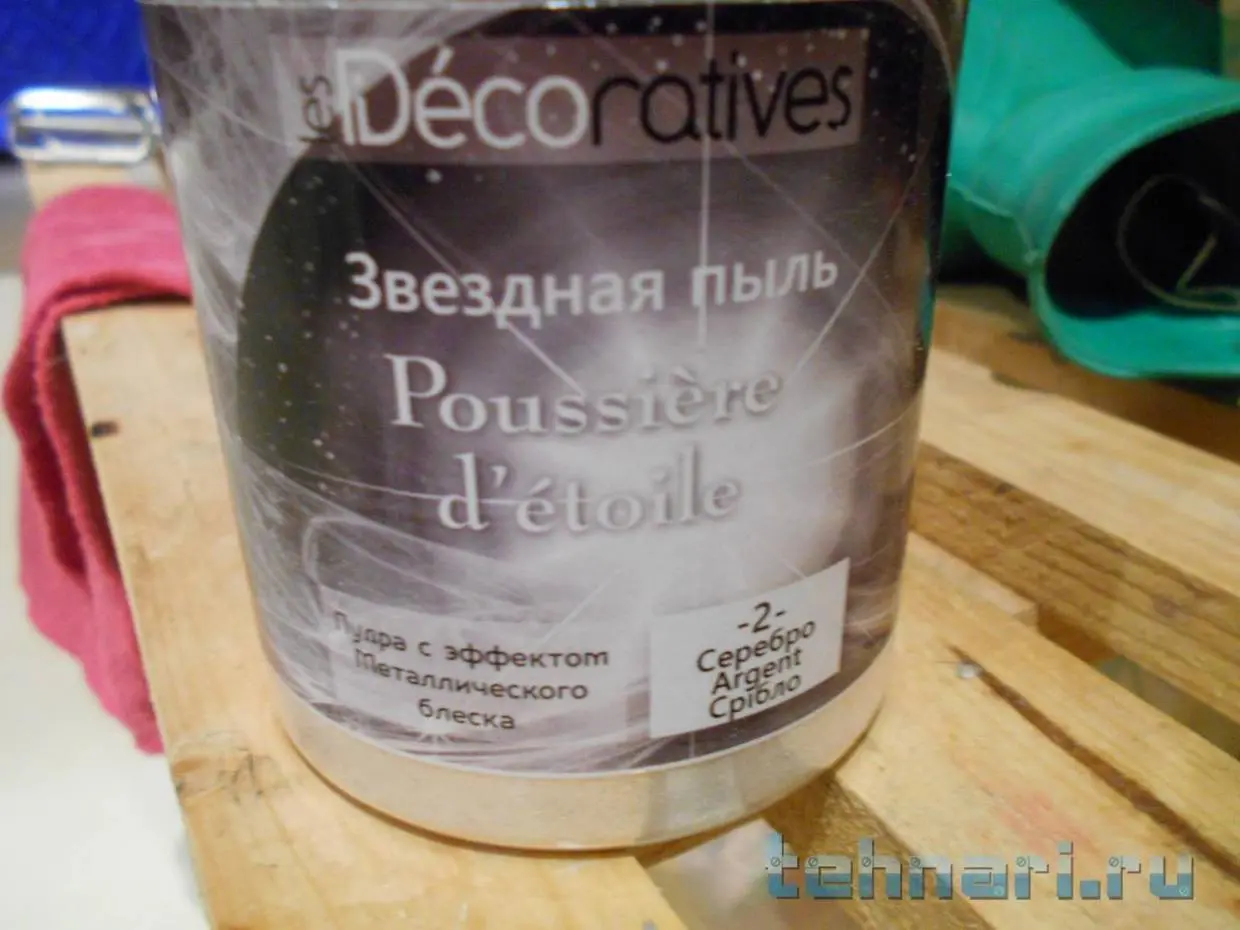 les Décoratives
Звездная пыль
Poussière
d'étoile
Пудра с эффектом
Металлического
блеска
-2-
Серебро
Argent
Срібло
tehnari.ru